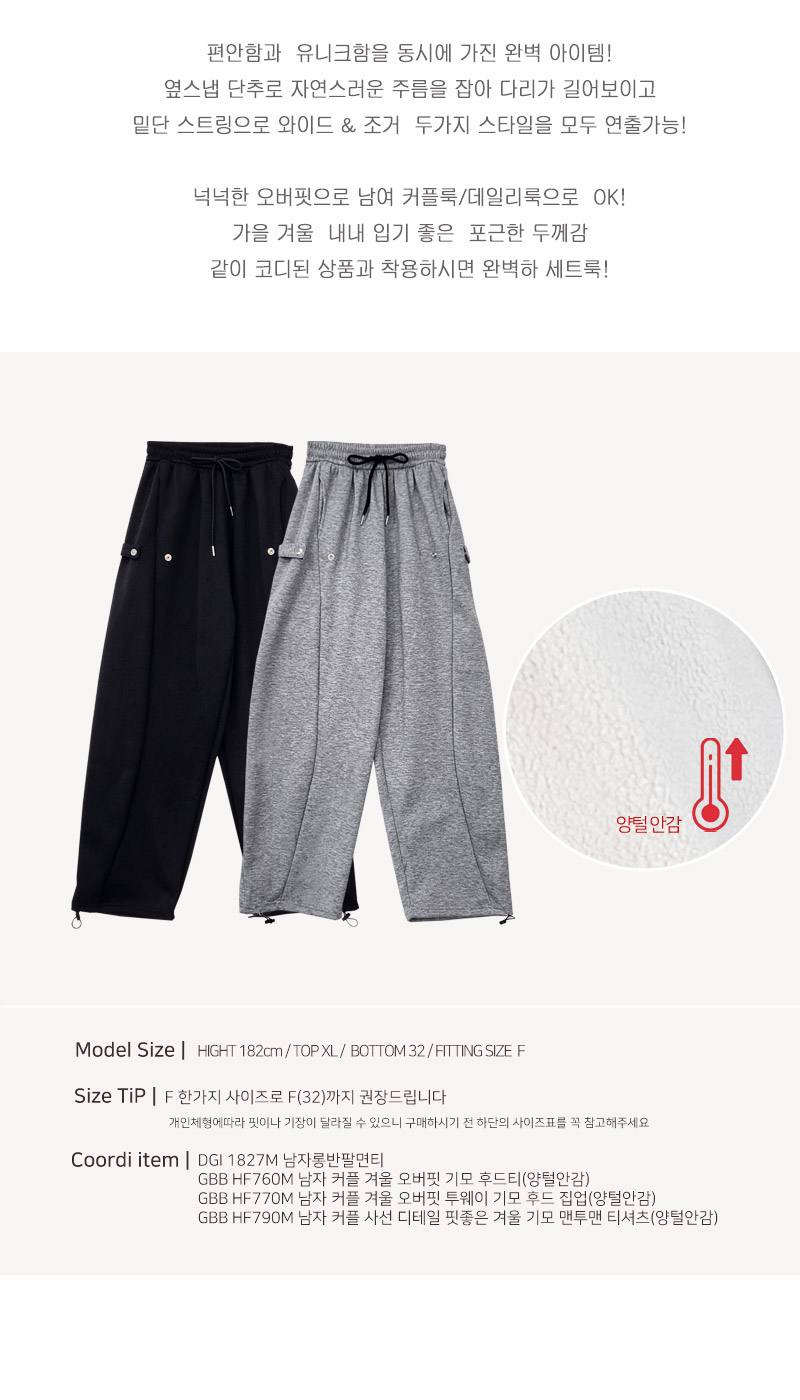 편안함과 유니크함을 동시에 가진 완벽 아이템!
옆스냅 단추로 자연스러운 주름을 잡아 다리가 길어보이고
밑단 스트링으로 와이드 & 조거 두가지 스타일을 모두 연출가능!
넉넉한 오버핏으로 남여 커플룩/데일리룩으로 OK!
가을 겨울 내내 입기 좋은 포근한 두께감
같이 코디된 상품과 착용하시면 완벽하 세트룩!
양털안감
Model Size | HIGHT 182cm / TOP XL / BOTTOM 32 / FITTING SIZE F
Size TiP | F 한가지 사이즈로 F(32)까지 권장드립니다
개인체형에따라 핏이나 기장이 달라질 수 있으니 구매하시기 전 하단의 사이즈표를 꼭 참고해주세요
Coordi item | DGI 1827M 남자롱반팔면티
GBB HF760M 남자 커플 겨울 오버핏 기모 후드티(양털안감)
GBB HF770M 남자 커플 겨울 오버핏 투웨이 기모 후드 집업(양털안감)
GBB HF790M 남자 커플 사선 디테일 핏좋은 겨울 기모 맨투맨 티셔츠(양털안감)